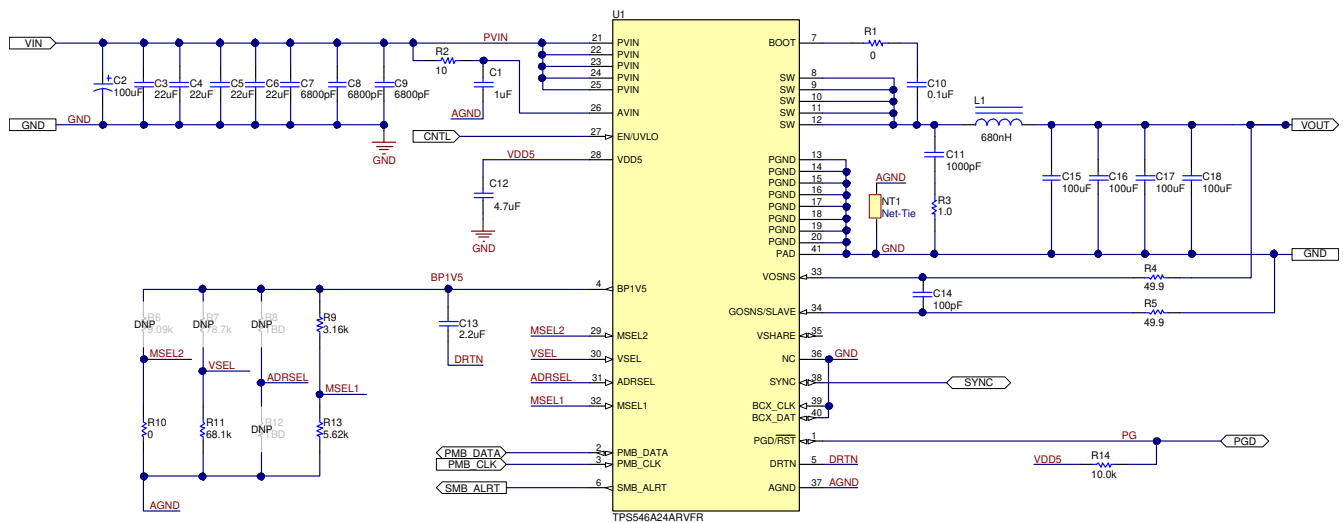 U1
VIN
PVIN
21
PVIN
22
PVIN
23
PVIN
24
PVIN
25
PVIN
R2
10
C1
1uF
AGND
26
AVIN
C2
100uF
C3
22uF
C4
22uF
C5
22uF
C6
22uF
C7
6800pF
C8
6800pF
C9
6800pF
GND
GND
GND
CNTL
27
EN/UVLO
VDD5
28
VDD5
C12
4.7uF
GND
BP1V5
4
BP1V5
DNP
R6
9.09k
DNP
R7
78.7k
DNP
R8
TBD
R9
3.16k
C13
2.2uF
DRTN
MSEL2
VSEL
ADRSEL
MSEL1
R10
0
R11
68.1k
DNP
R12
TBD
R13
5.62k
AGND
MSEL2
29
MSEL2
VSEL
30
VSEL
ADRSEL
31
ADRSEL
MSEL1
32
MSEL1
PMB_DATA
2
PMB_DATA
PMB_CLK
3
PMB_CLK
SMB_ALRT
6
SMB_ALRT
BOOT
7
R1
0
C10
0.1uF
SW
8
SW
9
SW
10
SW
11
SW
12
L1
680nH
VOUT
C11
1000pF
R3
1.0
C15
100uF
C16
100uF
C17
100uF
C18
100uF
PGND
13
PGND
14
PGND
15
PGND
16
PGND
17
PGND
18
PGND
19
PGND
20
PAD
41
AGND
NT1
Net-Tie
GND
GND
VOSNS
33
C14
100pF
R4
49.9
GOSNS/SLAVE
34
R5
49.9
VSHARE
35
NC
36
GND
SYNC
38
SYNC
BCX_CLK
39
BCX_DAT
40
PGD/RST
1
PG
PGD
VDD5
R14
10.0k
DRTN
5
DRTN
AGND
37
AGND
TPS546A24ARVFR